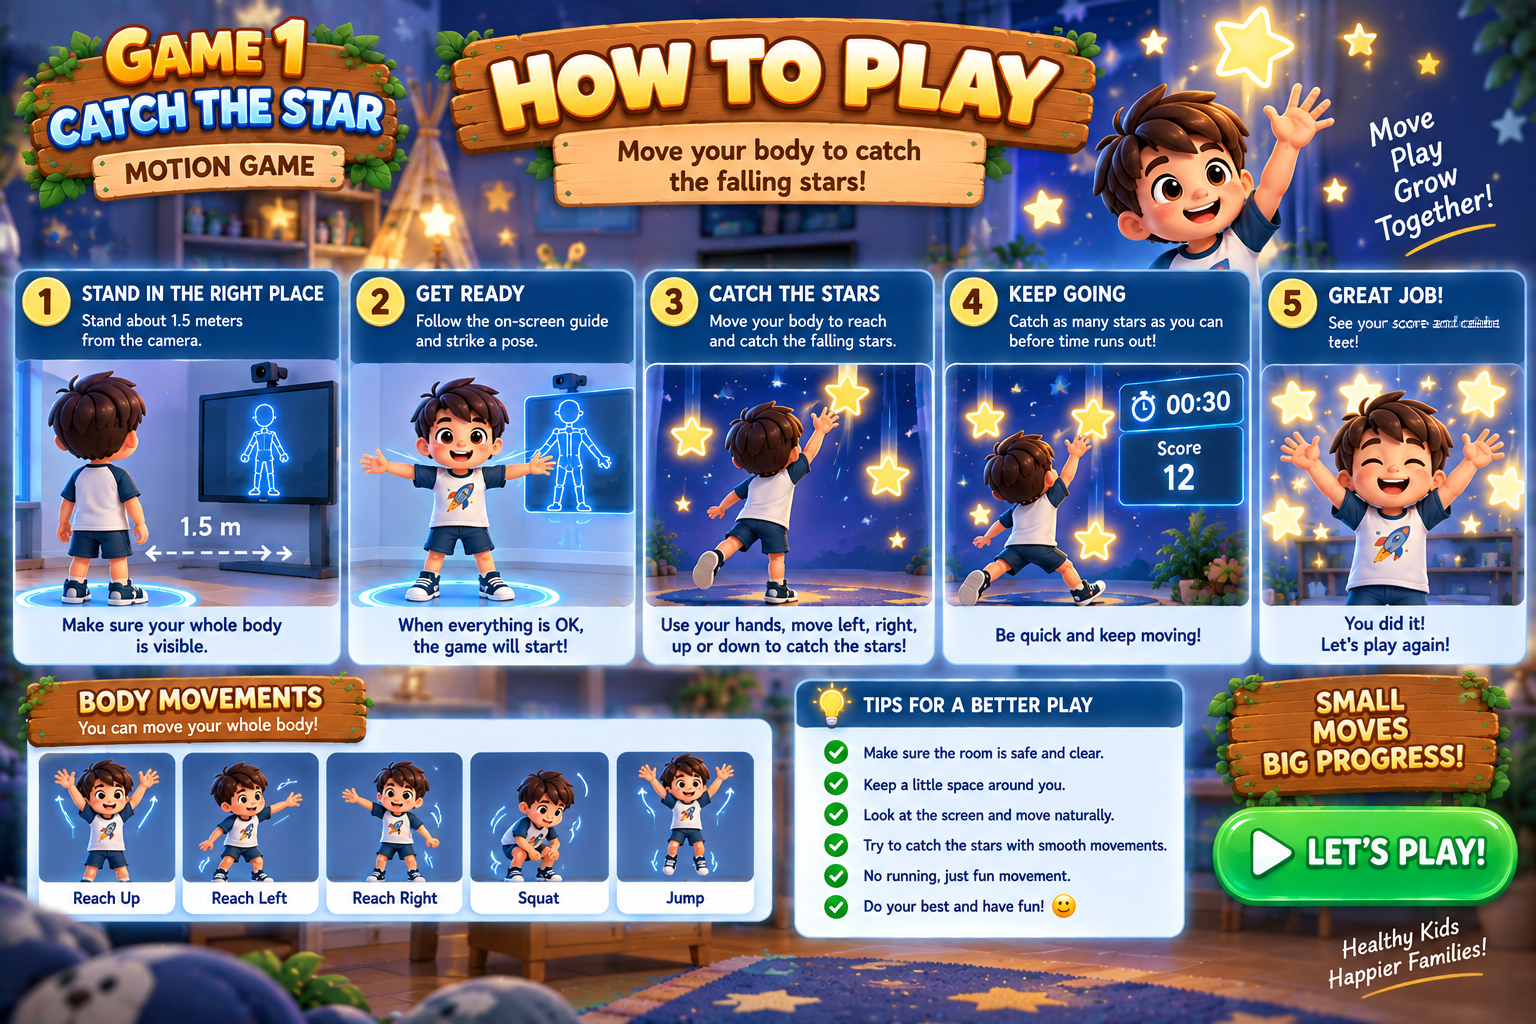 GAME 1
CATCH THE STAR
MOTION GAME
HOW TO PLAY
Move your body to catch
the falling stars!
Move
Play
Grow
Together!
1
STAND IN THE RIGHT PLACE
Stand about 1.5 meters
from the camera.
1.5 m
Make sure your whole body
is visible.
2
GET READY
Follow the on-screen guide
and strike a pose.
When everything is OK,
the game will start!
3
CATCH THE STARS
Move your body to reach
and catch the falling stars.
Use your hands, move left, right,
up or down to catch the stars!
4
KEEP GOING
Catch as many stars as you can
before time runs out!
00:30
Score
12
Be quick and keep moving!
5
GREAT JOB!
See your score
You did it!
Let's play again!
BODY MOVEMENTS
You can move your whole body!
Reach Up
Reach Left
Reach Right
Squat
Jump
TIPS FOR A BETTER PLAY
Make sure the room is safe and clear.
Keep a little space around you.
Look at the screen and move naturally.
Try to catch the stars with smooth movements.
No running, just fun movement.
Do your best and have fun! 🙂
SMALL
MOVES
BIG PROGRESS!
LET'S PLAY!
Healthy Kids
Happier Families!